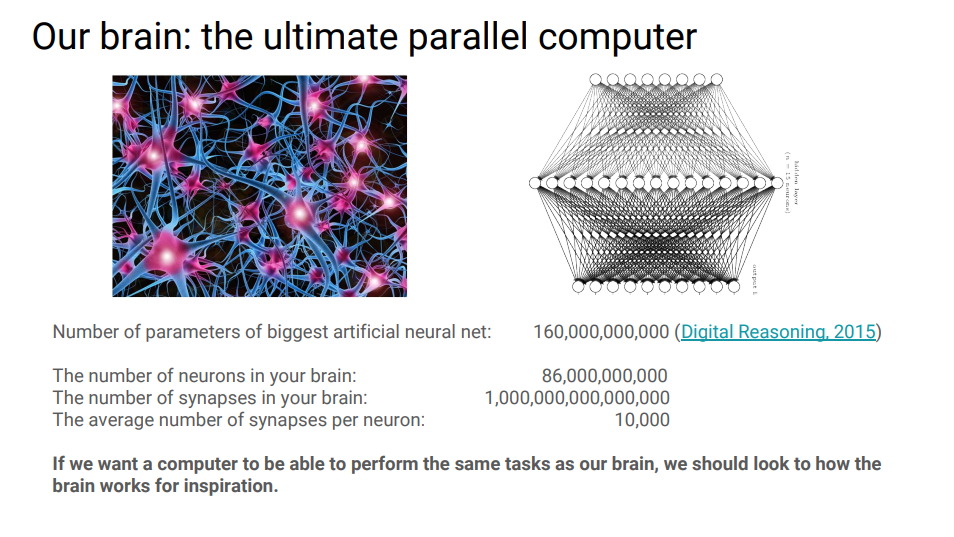 Our brain: the ultimate parallel computer
hidden layer
(n = 15 neurons)
Number of parameters of biggest artificial neural net: 160,000,000,000 (Digital Reasoning, 2015)
The number of neurons in your brain: 86,000,000,000
The number of synapses in your brain: 1,000,000,000,000,000
The average number of synapses per neuron: 10,000
If we want a computer to be able to perform the same tasks as our brain, we should look to how the
brain works for inspiration.